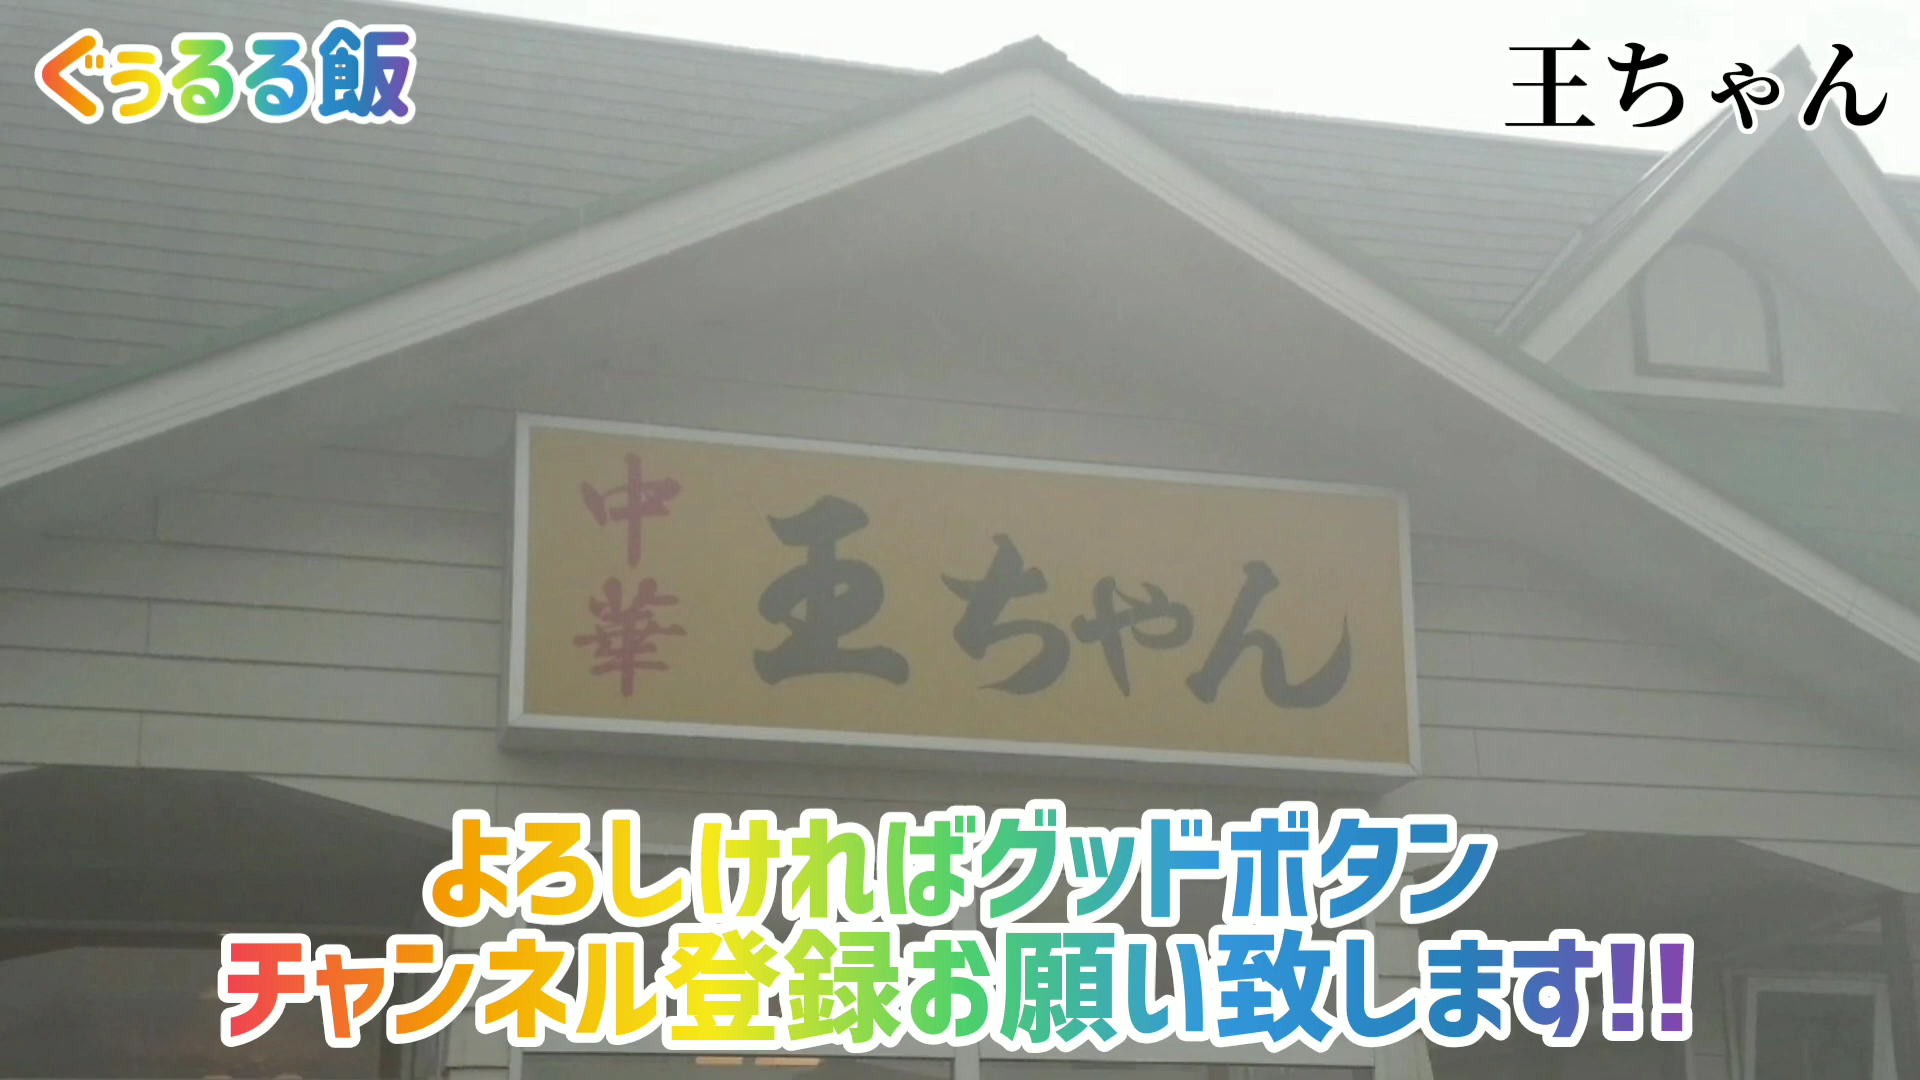 ぐぅるる飯
王ちゃん
中華
王ちゃん
よろしければグッドボタン
チャンネル登録お願い致します!!